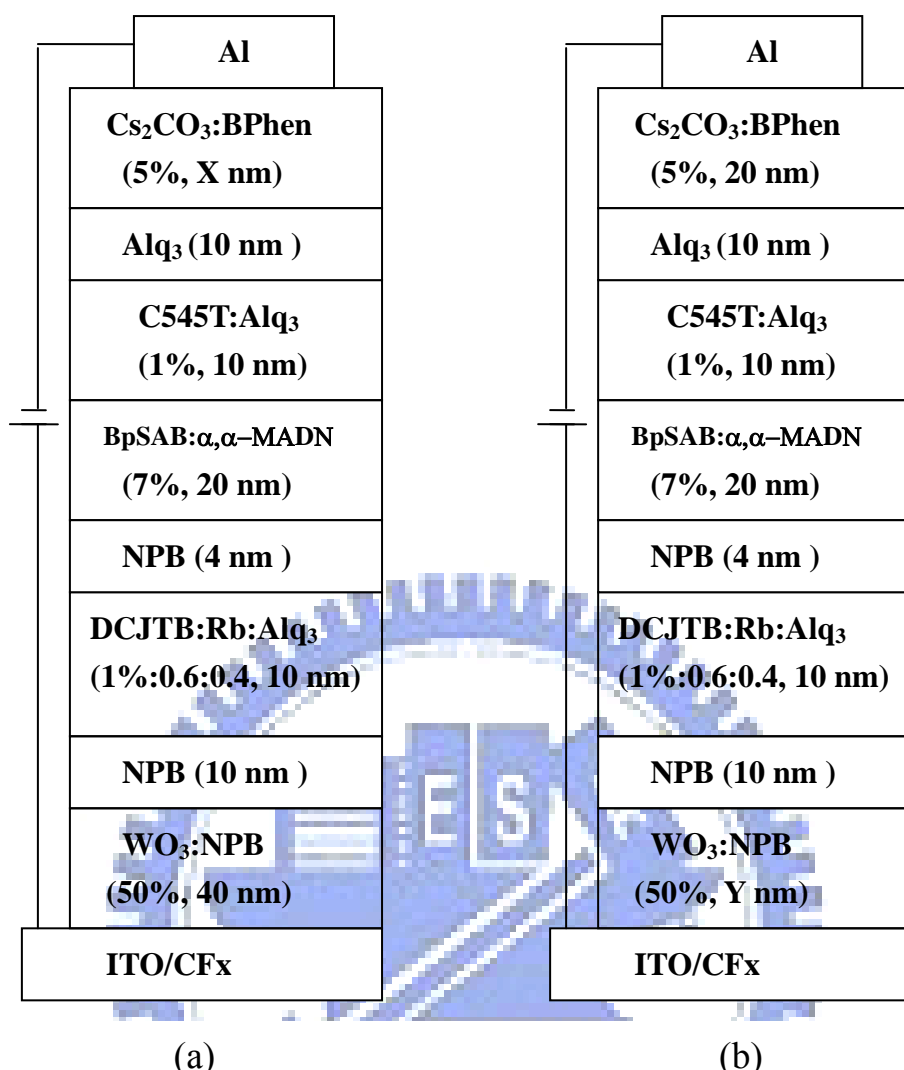 Al
Cs₂CO₃:BPhen
(5%, X nm)
Alq₃ (10 nm )
C545T:Alq₃
(1%, 10 nm)
BpSAB:α,α−MADN
(7%, 20 nm)
NPB (4 nm )
DCJTB:Rb:Alq₃
(1%:0.6:0.4, 10 nm)
NPB (10 nm )
WO₃:NPB
(50%, 40 nm)
ITO/CFx
(a)
Al
Cs₂CO₃:BPhen
(5%, 20 nm)
Alq₃ (10 nm )
C545T:Alq₃
(1%, 10 nm)
BpSAB:α,α−MADN
(7%, 20 nm)
NPB (4 nm )
DCJTB:Rb:Alq₃
(1%:0.6:0.4, 10 nm)
NPB (10 nm )
WO₃:NPB
(50%, Y nm)
ITO/CFx
(b)
ES